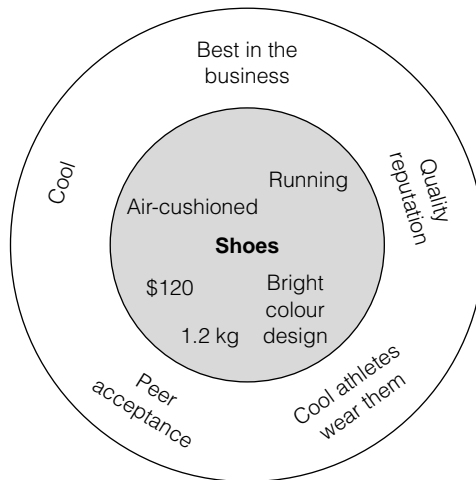 Best in the
business
Cool
Quality
reputation
Running
Air-cushioned
Shoes
$120
Bright
colour
design
1.2 kg
Peer
acceptance
Cool athletes
wear them